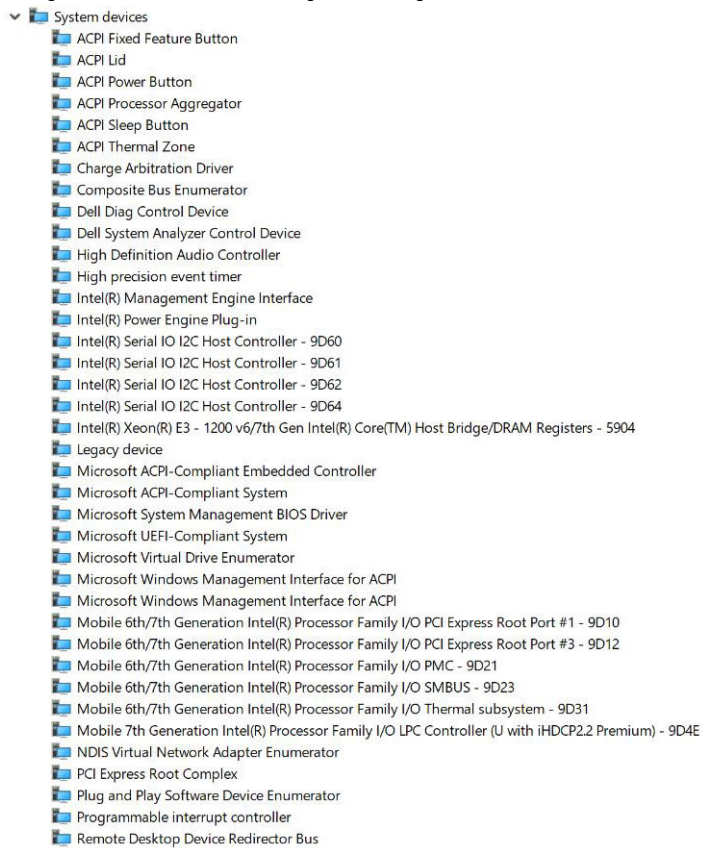 System devices
ACPI Fixed Feature Button
ACPI Lid
ACPI Power Button
ACPI Processor Aggregator
ACPI Sleep Button
ACPI Thermal Zone
Charge Arbitration Driver
Composite Bus Enumerator
Dell Diag Control Device
Dell System Analyzer Control Device
High Definition Audio Controller
High precision event timer
Intel(R) Management Engine Interface
Intel(R) Power Engine Plug-in
Intel(R) Serial IO I2C Host Controller - 9D60
Intel(R) Serial IO I2C Host Controller - 9D61
Intel(R) Serial IO I2C Host Controller - 9D62
Intel(R) Serial IO I2C Host Controller - 9D64
Intel(R) Xeon(R) E3 - 1200 v6/7th Gen Intel(R) Core(TM) Host Bridge/DRAM Registers - 5904
Legacy device
Microsoft ACPI-Compliant Embedded Controller
Microsoft ACPI-Compliant System
Microsoft System Management BIOS Driver
Microsoft UEFI-Compliant System
Microsoft Virtual Drive Enumerator
Microsoft Windows Management Interface for ACPI
Microsoft Windows Management Interface for ACPI
Mobile 6th/7th Generation Intel(R) Processor Family I/O PCI Express Root Port #1 - 9D10
Mobile 6th/7th Generation Intel(R) Processor Family I/O PCI Express Root Port #3 - 9D12
Mobile 6th/7th Generation Intel(R) Processor Family I/O PMC - 9D21
Mobile 6th/7th Generation Intel(R) Processor Family I/O SMBUS - 9D23
Mobile 6th/7th Generation Intel(R) Processor Family I/O Thermal subsystem - 9D31
Mobile 7th Generation Intel(R) Processor Family I/O LPC Controller (U with iHDCP2.2 Premium) - 9D4E
NDIS Virtual Network Adapter Enumerator
PCI Express Root Complex
Plug and Play Software Device Enumerator
Programmable interrupt controller
Remote Desktop Device Redirector Bus